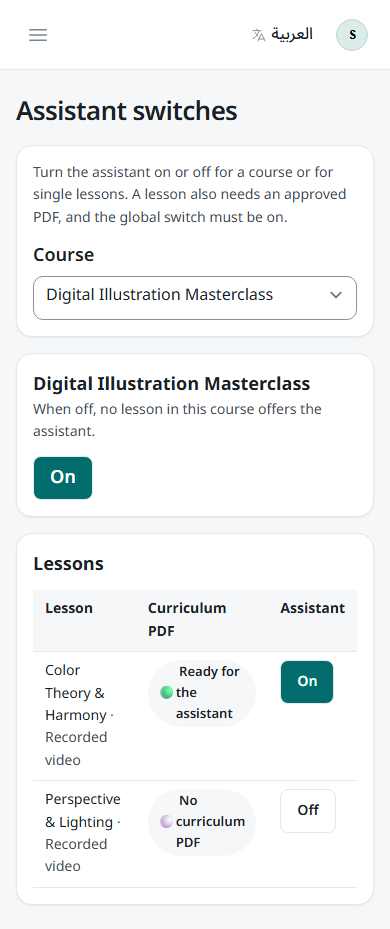 العربية
S
Assistant switches
Turn the assistant on or off for a course or for
single lessons. A lesson also needs an approved
PDF, and the global switch must be on.
Course
Digital Illustration Masterclass
Digital Illustration Masterclass
When off, no lesson in this course offers the
assistant.
On
Lessons
Lesson
Curriculum
PDF
Assistant
Color
Theory &
Harmony ·
Recorded
video
Ready for
the
assistant
On
Perspective
& Lighting ·
Recorded
video
No
curriculum
PDF
Off